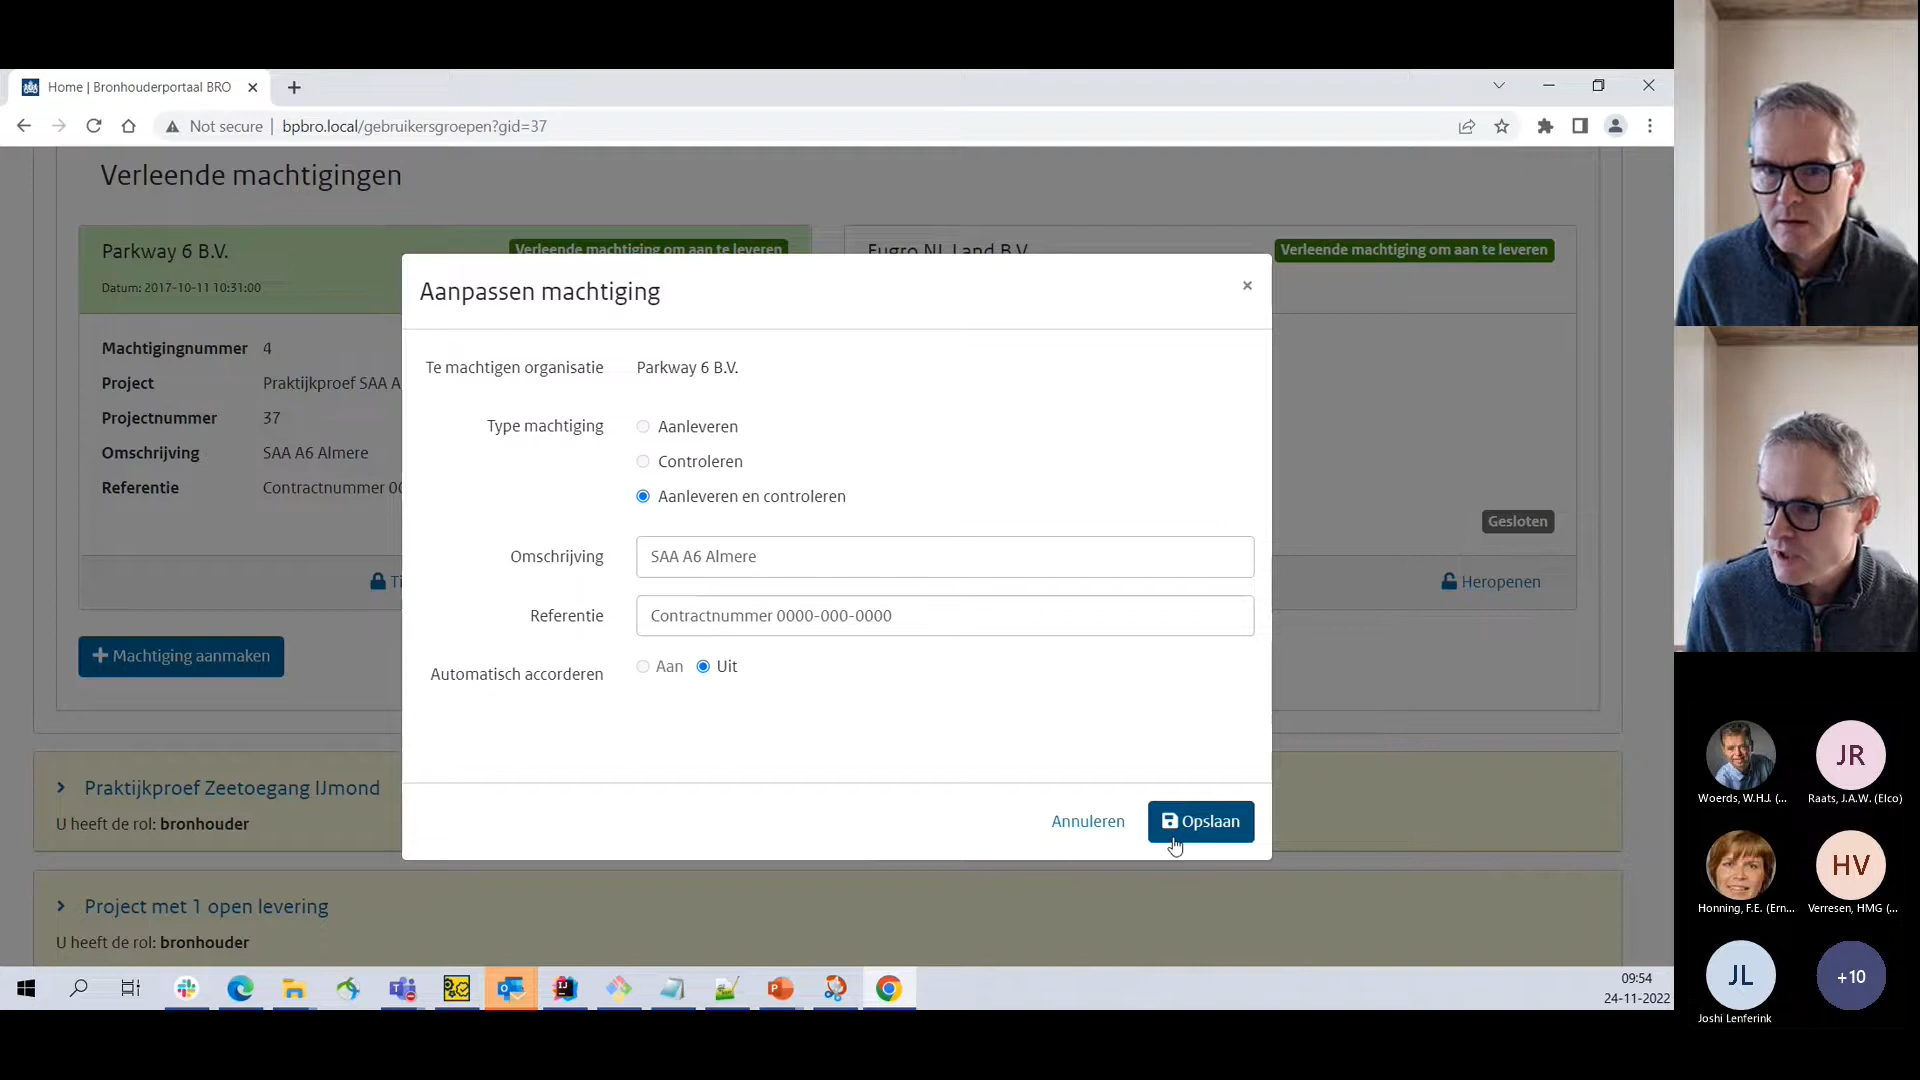 Home | Bronhouderportaal BRO
Not secure
bpbro.local/gebruikersgroepen?gid=37
Verleende machtigingen
Parkway 6 B.V.
Verleende machtiging om aan te leveren
Datum: 2017-10-11 10:31:00
Machtigingnummer 4
Project Praktijkproef SAA A
Projectnummer 37
Omschrijving SAA A6 Almere
Referentie Contractnummer 00
Ti
Fugro NL Land B.V.
Verleende machtiging om aan te leveren
Gesloten
Heropenen
Machtiging aanmaken
Aanpassen machtiging
×
Te machtigen organisatie Parkway 6 B.V.
Type machtiging Aanleveren
Controleren
Aanleveren en controleren
Omschrijving SAA A6 Almere
Referentie Contractnummer 0000-000-0000
Automatisch accorderen Aan Uit
Annuleren Opslaan
Praktijkproef Zeetoegang IJmond
U heeft de rol: bronhouder
Project met 1 open levering
U heeft de rol: bronhouder
09:54
24-11-2022
JR
Woerds, W.H.J. (... Raats, J.A.W. (Elco)
HV
Honning, F.E. (Ern... Verresen, HMG (...
JL +10
Joshi Lenferink